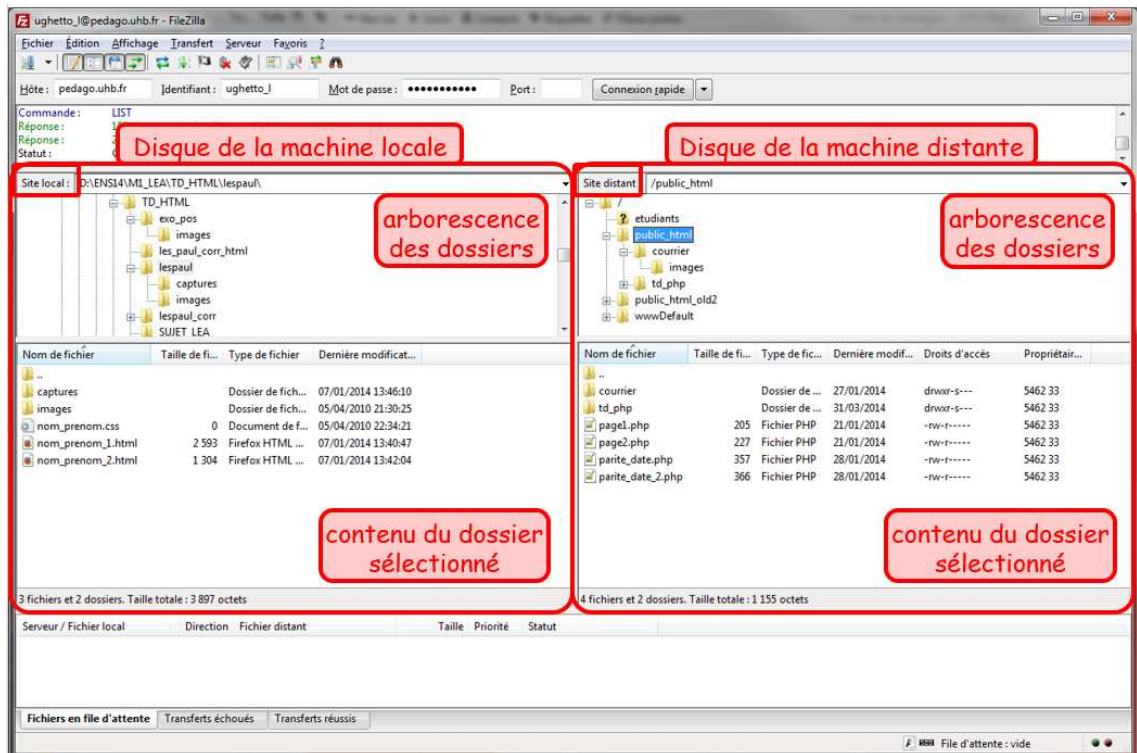 ughetto_l@pedago.uhb.fr - FileZilla
Fichier Édition Affichage Transfert Serveur Favoris ?
Hôte : pedago.uhb.fr Identifiant : ughetto_l Mot de passe : ●●●●●●●●●●● Port : Connexion rapide
Commande : LIST
Réponse :
Réponse :
Statut :
Disque de la machine locale
Disque de la machine distante
Site local : D:\ENS14\M1_LEA\TD_HTML\lespaul\
TD_HTML
exo_pos
images
les_paul_corr_html
lespaul
captures
images
lespaul_corr
SUJET LEA
arborescence
des dossiers
Site distant /public_html
/
etudiants
public_html
courrier
images
td_php
public_html_old2
wwwDefault
arborescence
des dossiers
Nom de fichier Taille de fi... Type de fichier Dernière modificat...
..
captures Dossier de fich... 07/01/2014 13:46:10
images Dossier de fich... 05/04/2010 21:30:25
nom_prenom.css 0 Document de f... 05/04/2010 22:34:21
nom_prenom_1.html 2 593 Firefox HTML ... 07/01/2014 13:40:47
nom_prenom_2.html 1 304 Firefox HTML ... 07/01/2014 13:42:04
contenu du dossier
sélectionné
3 fichiers et 2 dossiers. Taille totale : 3 897 octets
Nom de fichier Taille de fi... Type de fic... Dernière modif... Droits d'accès Propriétair...
..
courrier Dossier de ... 27/01/2014 drwxr-s--- 5462 33
td_php Dossier de ... 31/03/2014 drwxr-s--- 5462 33
page1.php 205 Fichier PHP 21/01/2014 -rw-r----- 5462 33
page2.php 227 Fichier PHP 21/01/2014 -rw-r----- 5462 33
parite_date.php 357 Fichier PHP 28/01/2014 -rw-r----- 5462 33
parite_date_2.php 366 Fichier PHP 28/01/2014 -rw-r----- 5462 33
contenu du dossier
sélectionné
4 fichiers et 2 dossiers. Taille totale : 1 155 octets
Serveur / Fichier local Direction Fichier distant Taille Priorité Statut
Fichiers en file d'attente Transferts échoués Transferts réussis
File d'attente : vide